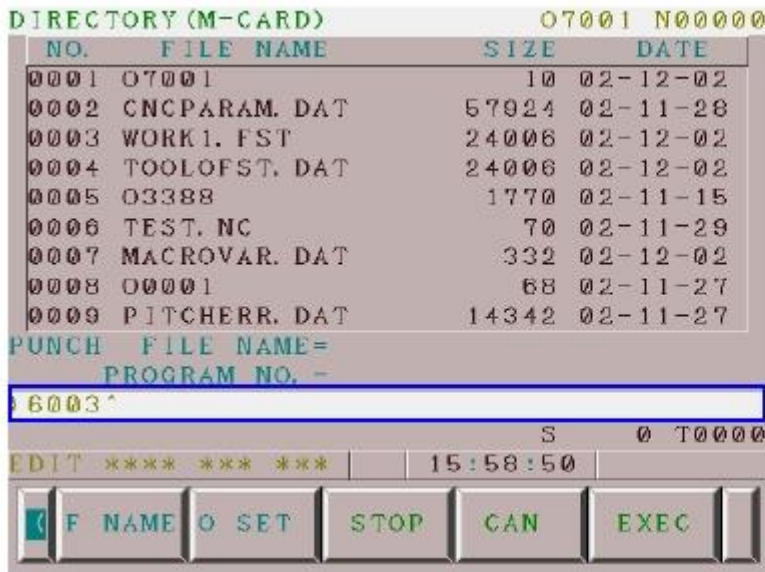 DIRECTORY(M-CARD) O7001 N00000
NO. FILE NAME SIZE DATE
0001 O7001 10 02-12-02
0002 CNCPARAM.DAT 57924 02-11-28
0003 WORK1.FST 24006 02-12-02
0004 TOOLOFST.DAT 24006 02-12-02
0005 O3388 1770 02-11-15
0006 TEST.NC 70 02-11-29
0007 MACROVAR.DAT 332 02-12-02
0008 O0001 68 02-11-27
0009 PITCHERR.DAT 14342 02-11-27
PUNCH FILE NAME=
PROGRAM NO. -
6003^
S 0 T0000
EDIT **** *** *** 15:58:50
( F NAME O SET STOP CAN EXEC